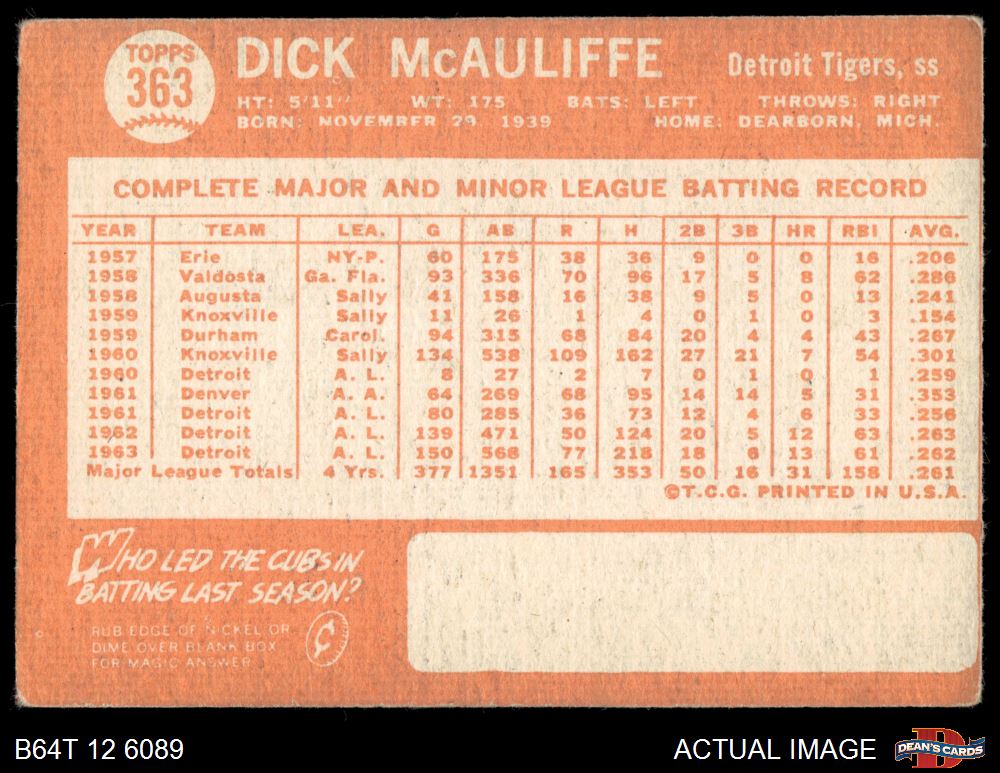 TOPPS
363
DICK McAULIFFE
Detroit Tigers, ss
HT: 5'11" WT: 175 BATS: LEFT THROWS: RIGHT
BORN: NOVEMBER 29, 1939 HOME: DEARBORN, MICH.
COMPLETE MAJOR AND MINOR LEAGUE BATTING RECORD
YEAR TEAM LEA. G AB R H 2B 3B HR RBI AVG.
1957 Erie NY-P. 60 175 38 36 9 0 0 16 .206
1958 Valdosta Ga. Fla. 93 336 70 96 17 5 8 62 .286
1958 Augusta Sally 41 158 16 38 9 5 0 13 .241
1959 Knoxville Sally 11 26 1 4 0 1 0 3 .154
1959 Durham Carol. 94 315 68 84 20 4 4 43 .267
1960 Knoxville Sally 134 538 109 162 27 21 7 54 .301
1960 Detroit A. L. 8 27 2 7 0 1 0 1 .259
1961 Denver A. A. 64 269 68 95 14 14 5 31 .353
1961 Detroit A. L. 80 285 36 73 12 4 6 33 .256
1962 Detroit A. L. 139 471 50 124 20 5 12 63 .263
1963 Detroit A. L. 150 568 77 218 18 6 13 61 .262
Major League Totals 4 Yrs. 377 1351 165 353 50 16 31 158 .261
©T.C.G. PRINTED IN U.S.A.
WHO LED THE CUBS IN
BATTING LAST SEASON?
RUB EDGE OF NICKEL OR
DIME OVER BLANK BOX
FOR MAGIC ANSWER
¢
B64T 12 6089
ACTUAL IMAGE
D
DEAN'S CARDS